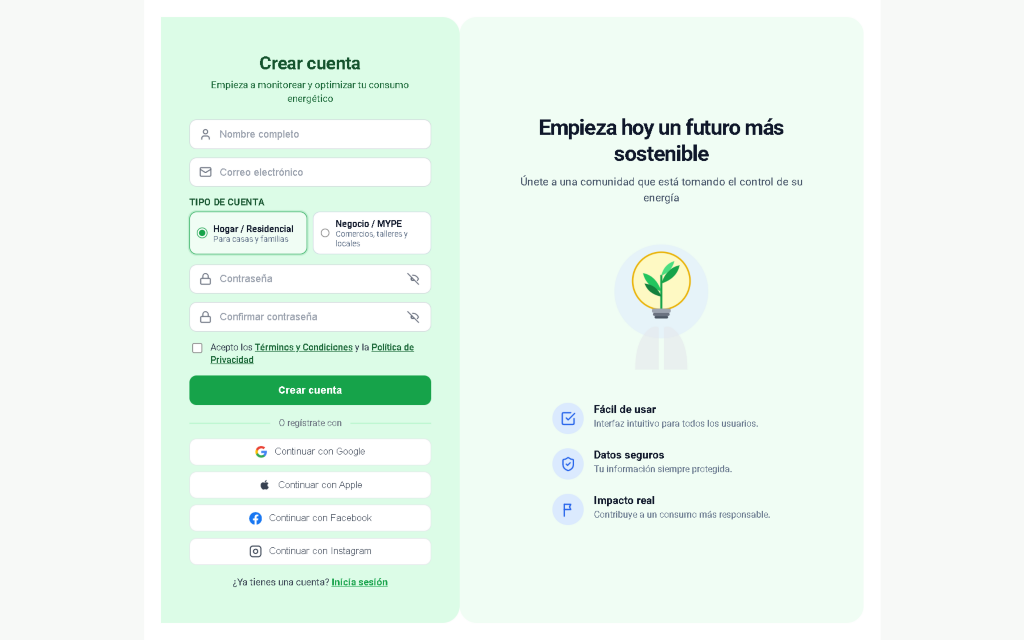 Crear cuenta
Empieza a monitorear y optimizar tu consumo
energético
Nombre completo
Correo electrónico
TIPO DE CUENTA
Hogar / Residencial
Para casas y familias
Negocio / MYPE
Comercios, talleres y
locales
Contraseña
Confirmar contraseña
Acepto los Términos y Condiciones y la Política de
Privacidad
Crear cuenta
O regístrate con
Continuar con Google
Continuar con Apple
Continuar con Facebook
Continuar con Instagram
¿Ya tienes una cuenta? Inicia sesión
Empieza hoy un futuro más
sostenible
Únete a una comunidad que está tomando el control de su
energía
Fácil de usar
Interfaz intuitivo para todos los usuarios.
Datos seguros
Tu información siempre protegida.
Impacto real
Contribuye a un consumo más responsable.